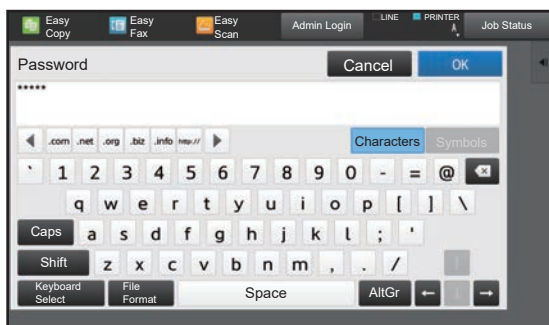 Easy Copy
Easy Fax
Easy Scan
Admin Login
LINE
PRINTER
Job Status
Password
Cancel
OK
*****
.com .net .org .biz .info http://
Characters
Symbols
` 1 2 3 4 5 6 7 8 9 0 - = @
q w e r t y u i o p [ ] \
Caps a s d f g h j k l ; '
Shift z x c v b n m , . /
Keyboard Select
File Format
Space
AltGr